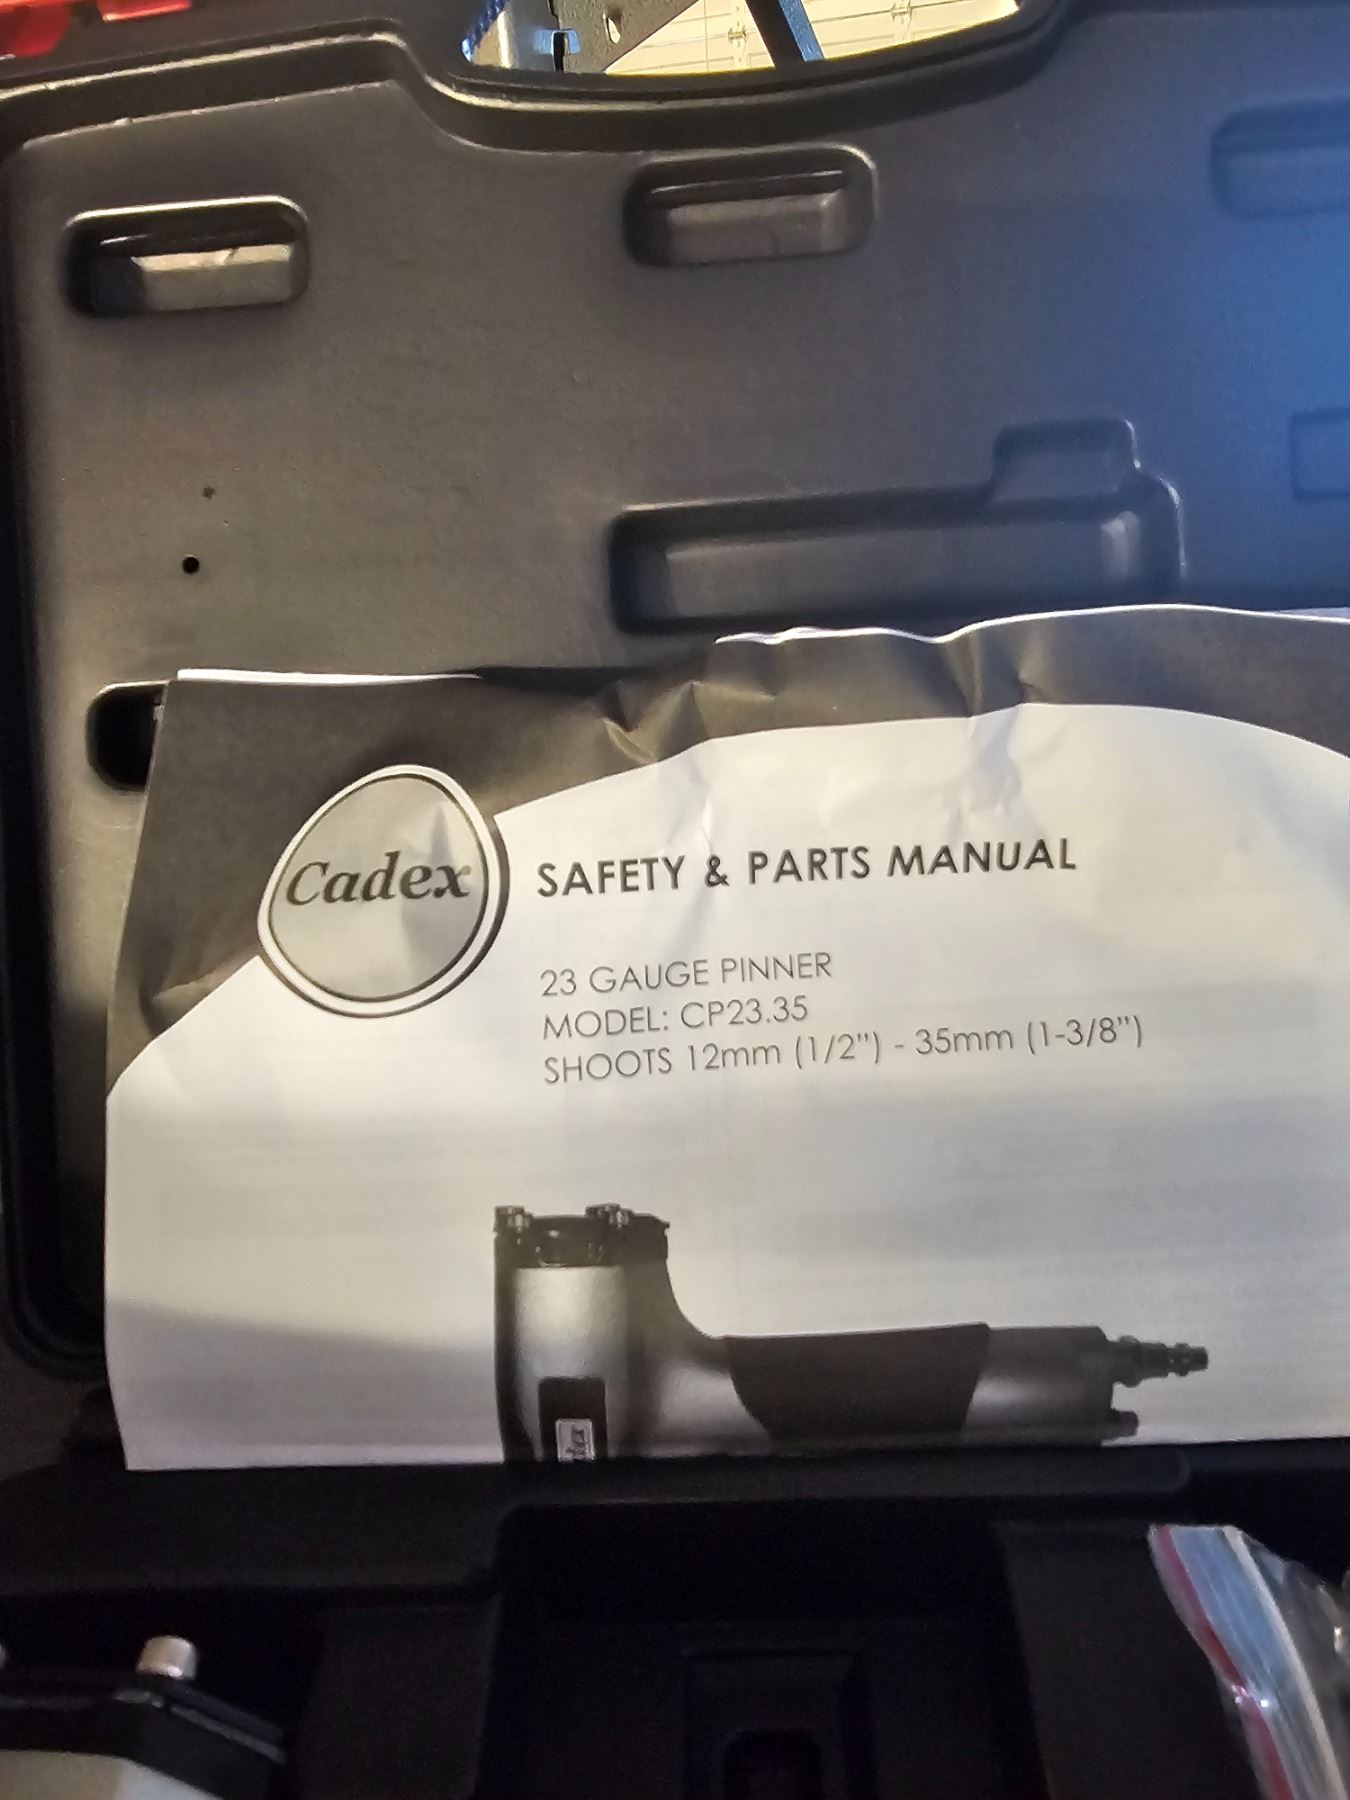 Cadex
SAFETY & PARTS MANUAL
23 GAUGE PINNER
MODEL: CP23.35
SHOOTS 12mm (1/2") - 35mm (1-3/8")